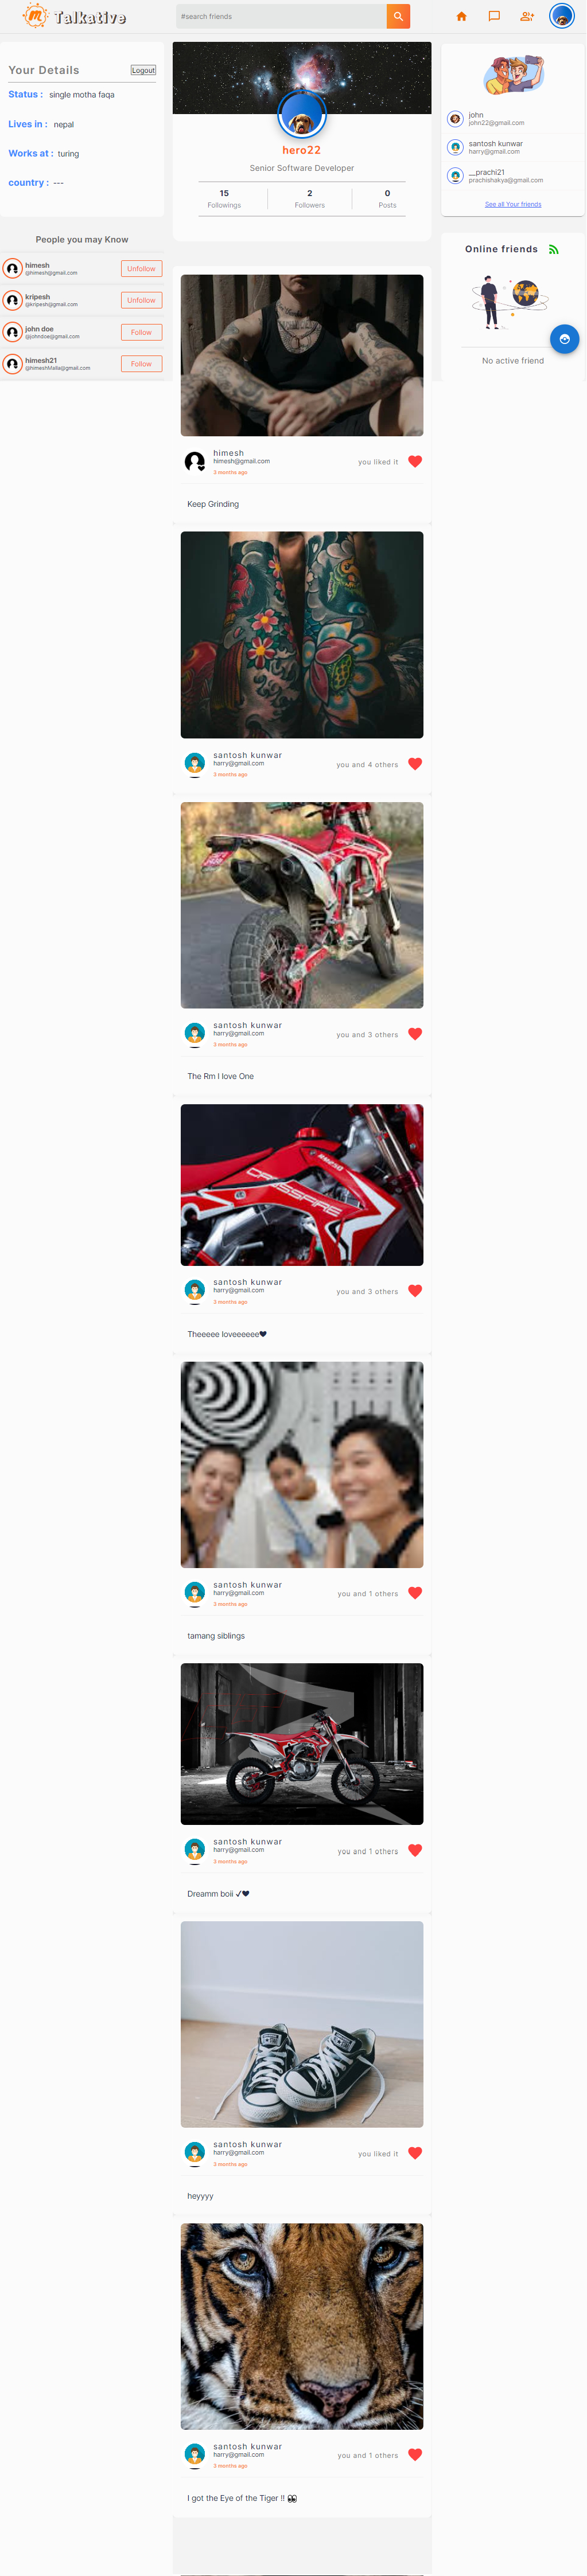 Talkative
#search friends
Your Details
Logout
Status : single motha faqa
Lives in : nepal
Works at : turing
country : ---
People you may Know
himesh
@himesh@gmail.com
Unfollow
kripesh
@kripesh@gmail.com
Unfollow
john doe
@johndoe@gmail.com
Follow
himesh21
@himeshMalla@gmail.com
Follow
hero22
Senior Software Developer
15
Followings
2
Followers
0
Posts
himesh
himesh@gmail.com
3 months ago
you liked it
Keep Grinding
santosh kunwar
harry@gmail.com
3 months ago
you and 4 others
santosh kunwar
harry@gmail.com
3 months ago
you and 3 others
The Rm I love One
CROSSFIRE
santosh kunwar
harry@gmail.com
3 months ago
you and 3 others
Theeeee loveeeeee🖤
santosh kunwar
harry@gmail.com
3 months ago
you and 1 others
tamang siblings
santosh kunwar
harry@gmail.com
3 months ago
you and 1 others
Dreamm boii ✓🖤
santosh kunwar
harry@gmail.com
3 months ago
you liked it
heyyyy
santosh kunwar
harry@gmail.com
3 months ago
you and 1 others
I got the Eye of the Tiger !! 👀
john
john22@gmail.com
santosh kunwar
harry@gmail.com
__prachi21
prachishakya@gmail.com
See all Your friends
Online friends
No active friend